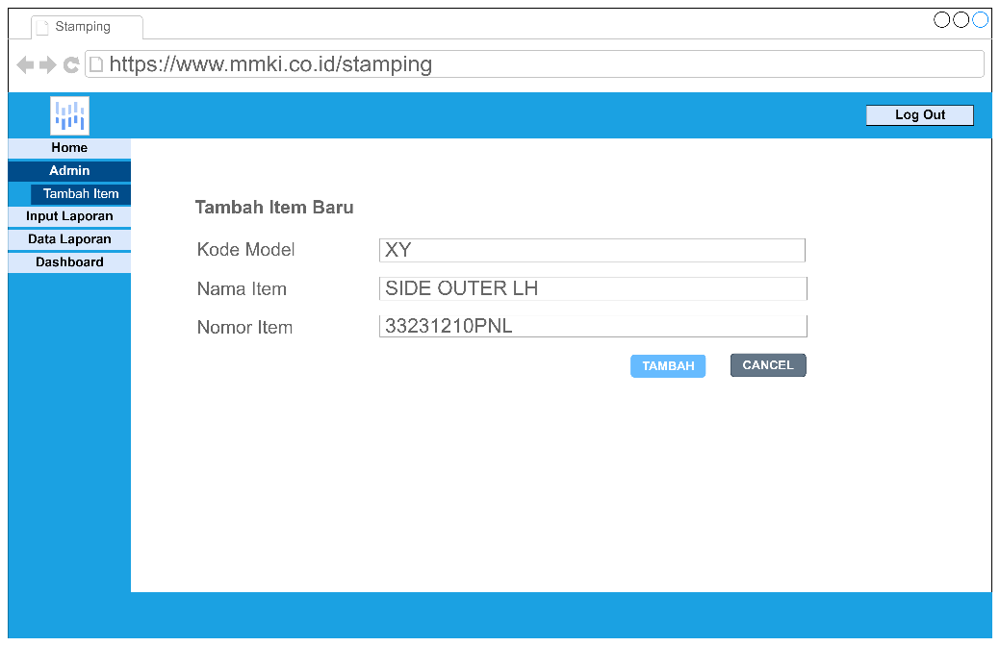 Stamping
https://www.mmki.co.id/stamping
Log Out
Home
Admin
Tambah Item
Input Laporan
Data Laporan
Dashboard
Tambah Item Baru
Kode Model XY
Nama Item SIDE OUTER LH
Nomor Item 33231210PNL
TAMBAH CANCEL